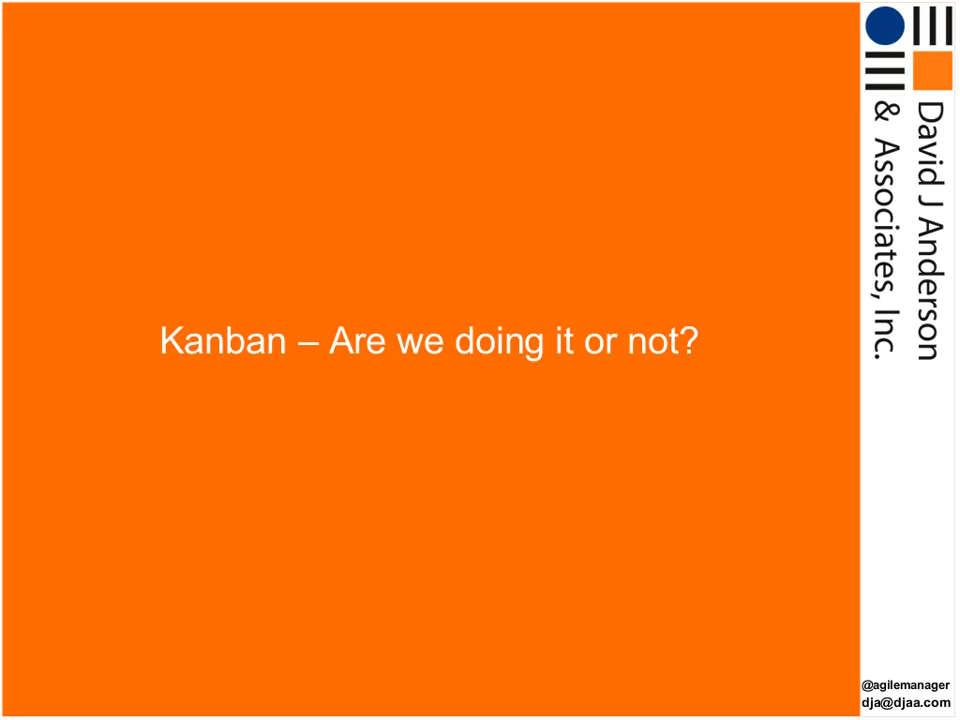 Kanban – Are we doing it or not?
David J Anderson
& Associates, Inc.
@agilemanager
dja@djaa.com